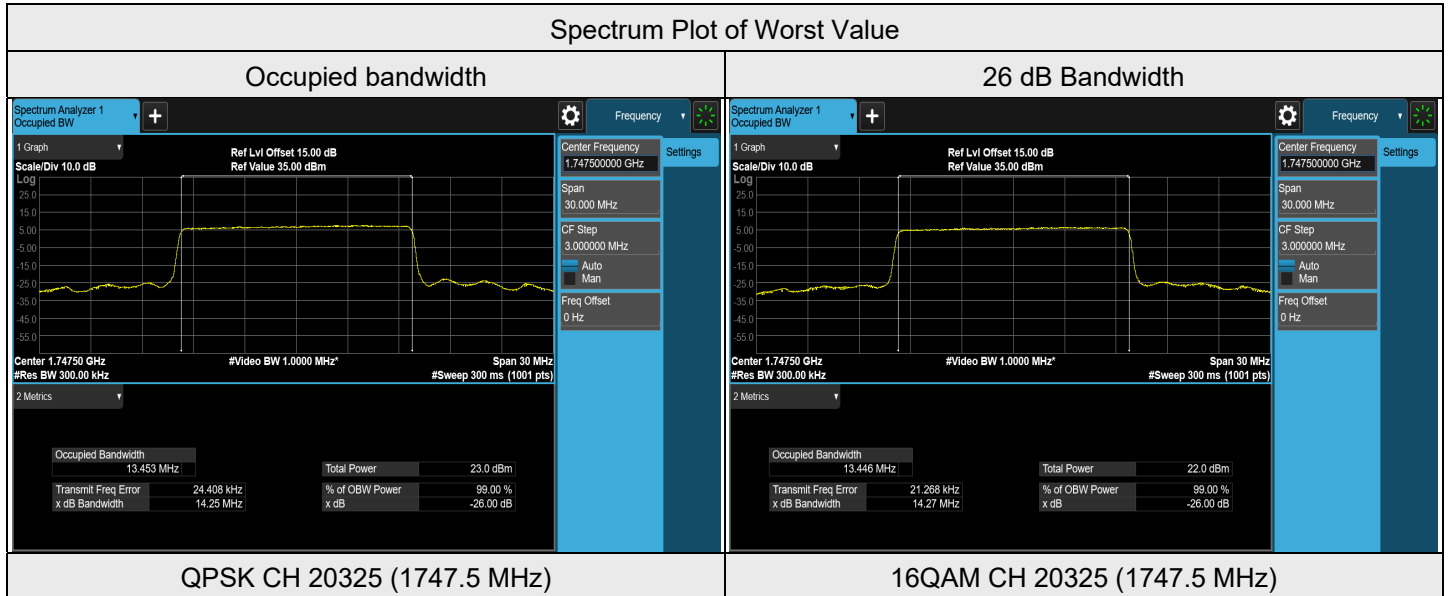 Spectrum Plot of Worst Value
Occupied bandwidth
26 dB Bandwidth
Spectrum Analyzer 1
Occupied BW
+
Frequency
1 Graph
Ref Lvl Offset 15.00 dB
Scale/Div 10.0 dB
Ref Value 35.00 dBm
Log
25.0
15.0
5.00
-5.00
-15.0
-25.0
-35.0
-45.0
-55.0
Center 1.74750 GHz
#Video BW 1.0000 MHz*
Span 30 MHz
#Res BW 300.00 kHz
#Sweep 300 ms (1001 pts)
Center Frequency
1.747500000 GHz
Settings
Span
30.000 MHz
CF Step
3.000000 MHz
Auto
Man
Freq Offset
0 Hz
2 Metrics
Occupied Bandwidth
13.453 MHz
Total Power 23.0 dBm
Transmit Freq Error 24.408 kHz
% of OBW Power 99.00 %
x dB Bandwidth 14.25 MHz
x dB -26.00 dB
Spectrum Analyzer 1
Occupied BW
+
Frequency
1 Graph
Ref Lvl Offset 15.00 dB
Scale/Div 10.0 dB
Ref Value 35.00 dBm
Log
25.0
15.0
5.00
-5.00
-15.0
-25.0
-35.0
-45.0
-55.0
Center 1.74750 GHz
#Video BW 1.0000 MHz*
Span 30 MHz
#Res BW 300.00 kHz
#Sweep 300 ms (1001 pts)
Center Frequency
1.747500000 GHz
Settings
Span
30.000 MHz
CF Step
3.000000 MHz
Auto
Man
Freq Offset
0 Hz
2 Metrics
Occupied Bandwidth
13.446 MHz
Total Power 22.0 dBm
Transmit Freq Error 21.268 kHz
% of OBW Power 99.00 %
x dB Bandwidth 14.27 MHz
x dB -26.00 dB
QPSK CH 20325 (1747.5 MHz)
16QAM CH 20325 (1747.5 MHz)